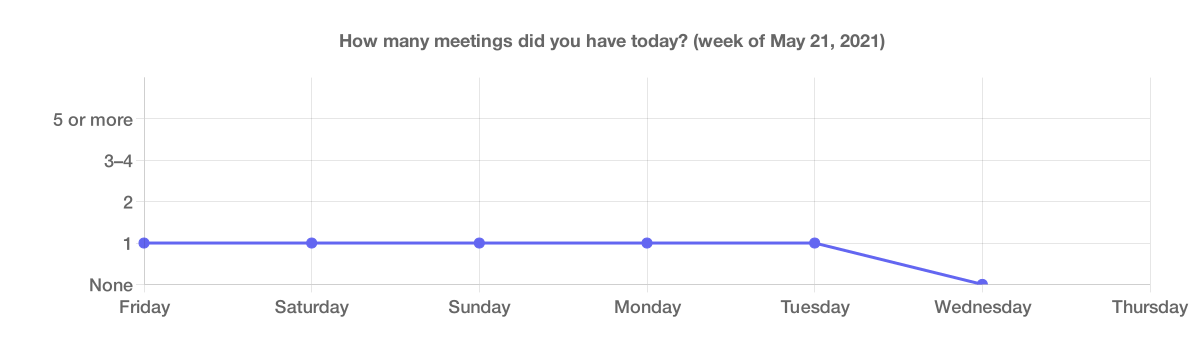 How many meetings did you have today? (week of May 21, 2021)
5 or more
3–4
2
1
None
Friday Saturday Sunday Monday Tuesday Wednesday Thursday